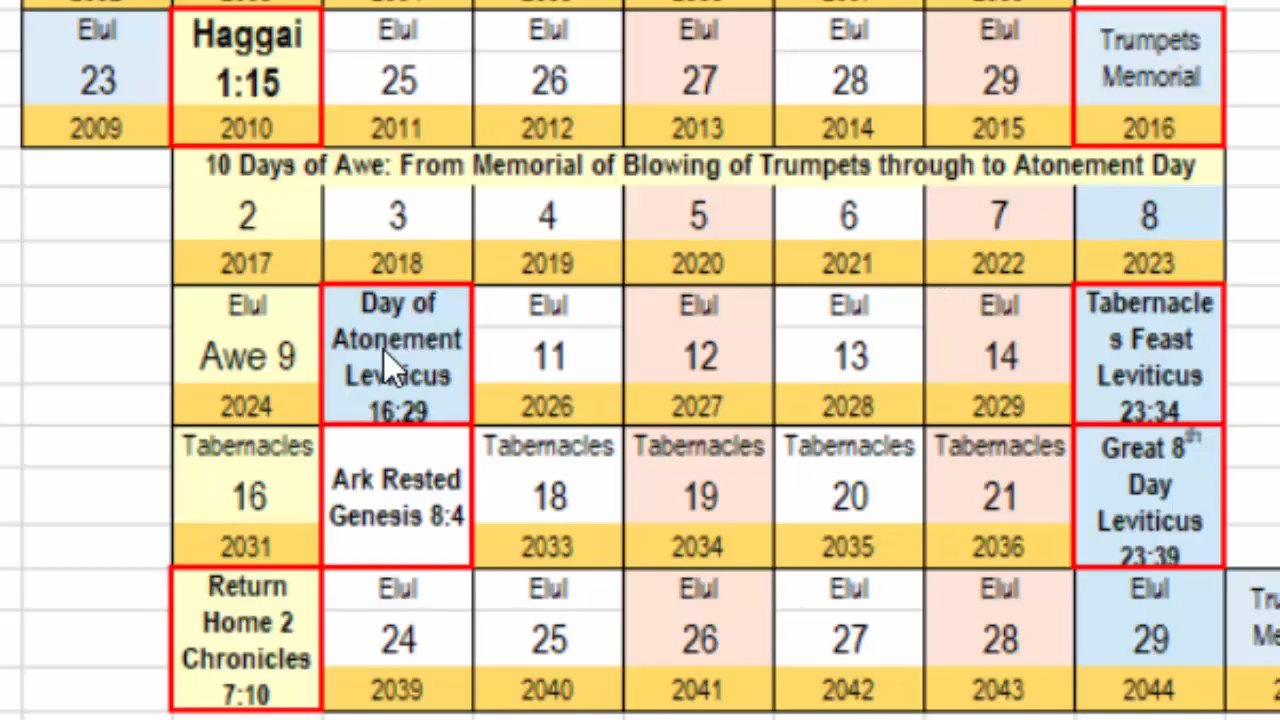 Elul Haggai Elul Elul Elul Elul Elul Trumpets
23 1:15 25 26 27 28 29 Memorial
2009 2010 2011 2012 2013 2014 2015 2016
10 Days of Awe: From Memorial of Blowing of Trumpets through to Atonement Day
2 3 4 5 6 7 8
2017 2018 2019 2020 2021 2022 2023
Elul Day of Elul Elul Elul Elul Tabernacle
Atonement s Feast
Awe 9 Leviticus 11 12 13 14 Leviticus
2024 16:29 2026 2027 2028 2029 23:34
Tabernacles Tabernacles Tabernacles Tabernacles Tabernacles Great 8th
Ark Rested Day
16 Genesis 8:4 18 19 20 21 Leviticus
2031 2033 2034 2035 2036 23:39
Return Elul Elul Elul Elul Elul Elul
Home 2
Chronicles 24 25 26 27 28 29
7:10 2039 2040 2041 2042 2043 2044